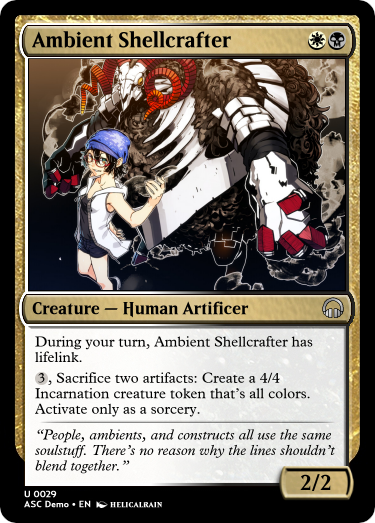 Ambient Shellcrafter
Creature — Human Artificer
During your turn, Ambient Shellcrafter has
lifelink.
3, Sacrifice two artifacts: Create a 4/4
Incarnation creature token that's all colors.
Activate only as a sorcery.
“People, ambients, and constructs all use the same
soulstuff. There's no reason why the lines shouldn't
blend together.”
2/2
U 0029
ASC Demo • EN HELICALRAIN